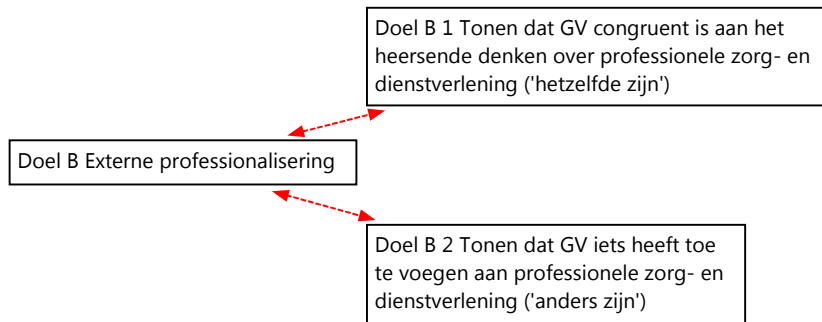 Doel B 1 Tonen dat GV congruent is aan het
heersende denken over professionele zorg- en
dienstverlening ('hetzelfde zijn')
Doel B Externe professionalisering
Doel B 2 Tonen dat GV iets heeft toe
te voegen aan professionele zorg- en
dienstverlening ('anders zijn')